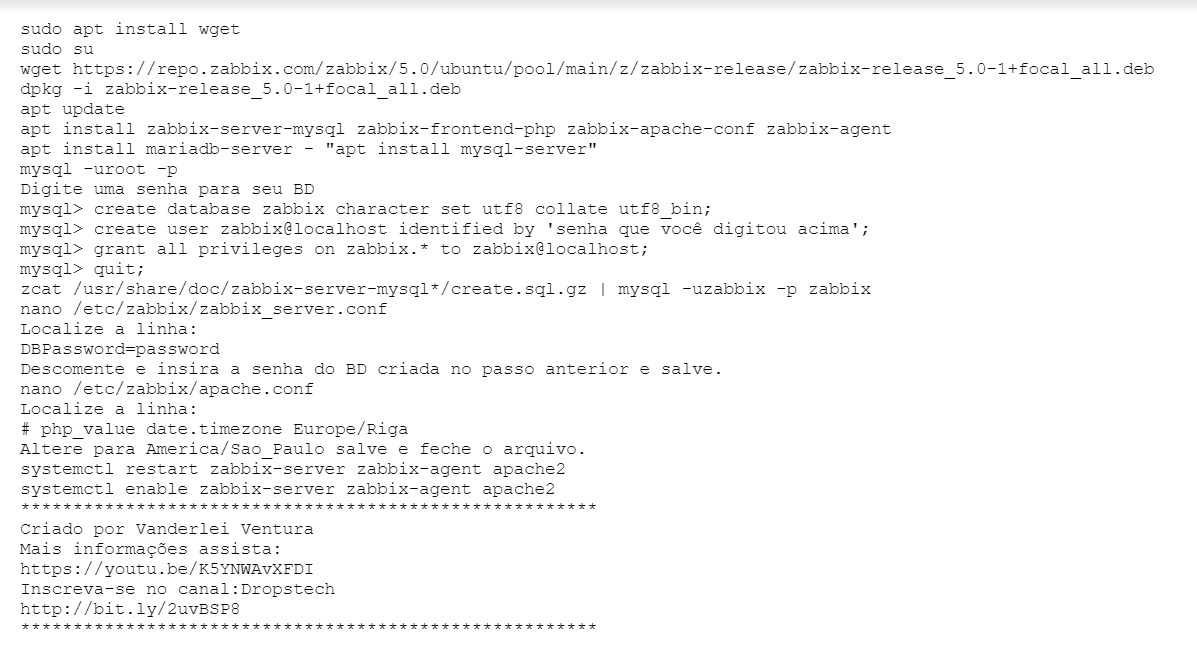 sudo apt install wget
sudo su
wget https://repo.zabbix.com/zabbix/5.0/ubuntu/pool/main/z/zabbix-release/zabbix-release_5.0-1+focal_all.deb
dpkg -i zabbix-release_5.0-1+focal_all.deb
apt update
apt install zabbix-server-mysql zabbix-frontend-php zabbix-apache-conf zabbix-agent
apt install mariadb-server - "apt install mysql-server"
mysql -uroot -p
Digite uma senha para seu BD
mysql> create database zabbix character set utf8 collate utf8_bin;
mysql> create user zabbix@localhost identified by 'senha que você digitou acima';
mysql> grant all privileges on zabbix.* to zabbix@localhost;
mysql> quit;
zcat /usr/share/doc/zabbix-server-mysql*/create.sql.gz | mysql -uzabbix -p zabbix
nano /etc/zabbix/zabbix_server.conf
Localize a linha:
DBPassword=password
Descomente e insira a senha do BD criada no passo anterior e salve.
nano /etc/zabbix/apache.conf
Localize a linha:
# php_value date.timezone Europe/Riga
Altere para America/Sao_Paulo salve e feche o arquivo.
systemctl restart zabbix-server zabbix-agent apache2
systemctl enable zabbix-server zabbix-agent apache2
*******************************************************
Criado por Vanderlei Ventura
Mais informações assista:
https://youtu.be/K5YNWAvXFDI
Inscreva-se no canal:Dropstech
http://bit.ly/2uvBSP8
*******************************************************